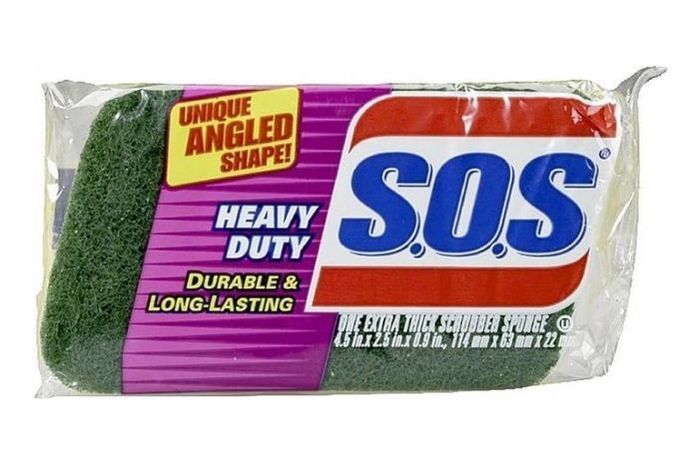 UNIQUE
ANGLED
SHAPE!
HEAVY
DUTY
DURABLE &
LONG-LASTING
S.O.S®
ONE EXTRA THICK SCRUBBER SPONGE Ⓤ
4.5 in.x 2.5 in.x 0.9 in., 114 mm x 63 mm x 22 mm